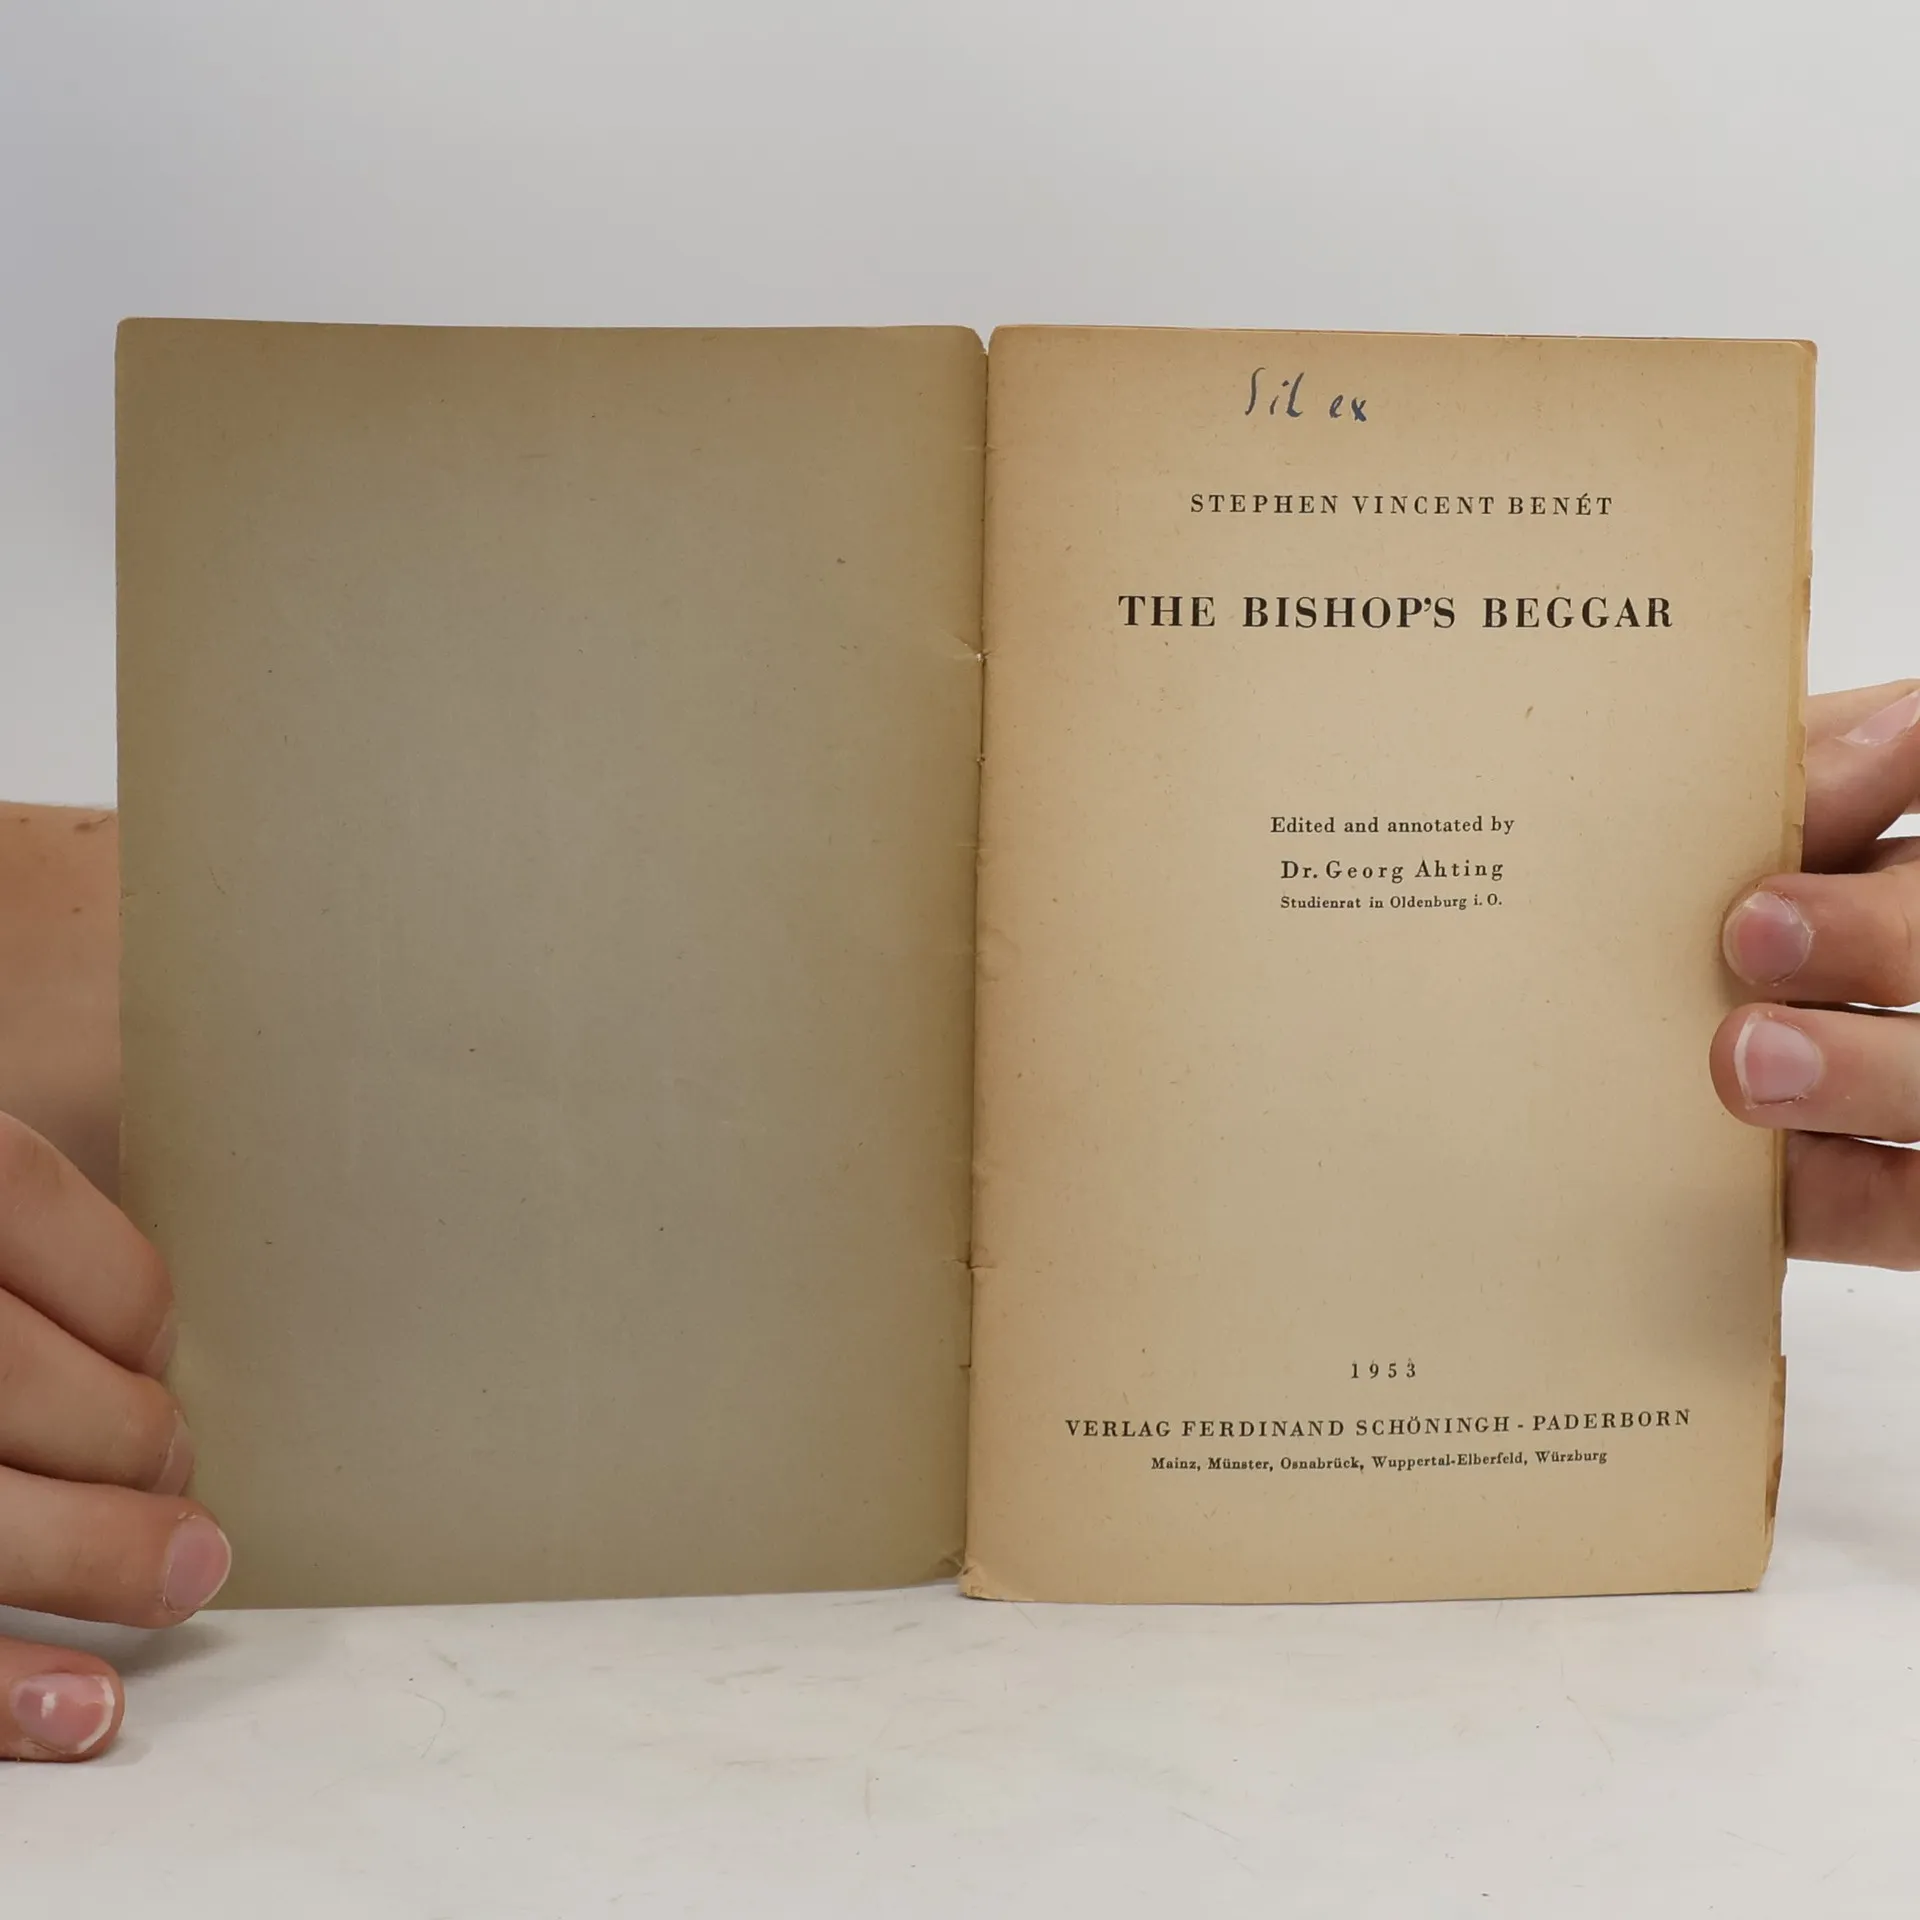 Sil ex
STEPHEN VINCENT BENÉT
THE BISHOP'S BEGGAR
Edited and annotated by
Dr. Georg Ahting
Studienrat in Oldenburg i. O.
1953
VERLAG FERDINAND SCHÖNINGH - PADERBORN
Mainz, Münster, Osnabrück, Wuppertal-Elberfeld, Würzburg